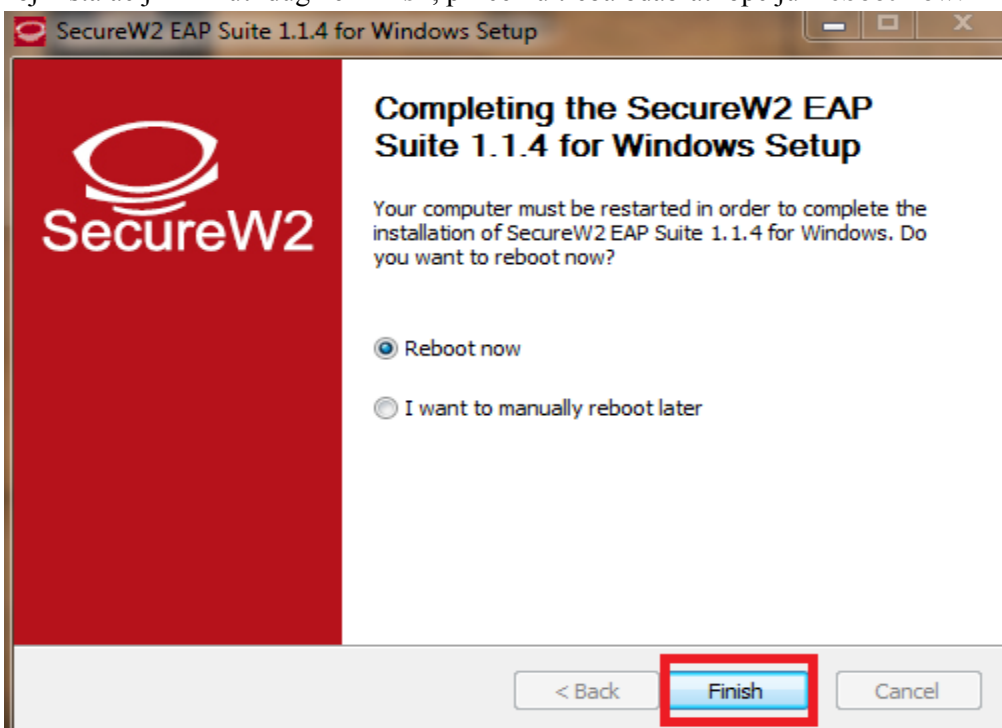 SecureW2 EAP Suite 1.1.4 for Windows Setup
SecureW2
Completing the SecureW2 EAP
Suite 1.1.4 for Windows Setup
Your computer must be restarted in order to complete the
installation of SecureW2 EAP Suite 1.1.4 for Windows. Do
you want to reboot now?
Reboot now
I want to manually reboot later
< Back
Finish
Cancel